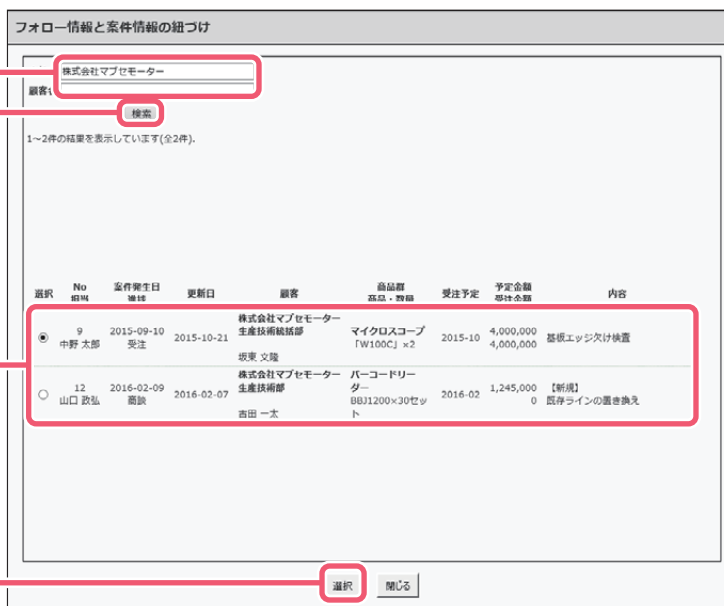 フォロー情報と案件情報の紐づけ
株式会社マブセモーター
顧客
検索
1～2件の結果を表示しています(全2件).
選択 No 案件発生日 更新日 顧客 商品群 受注予定 予定金額 内容
担当 進捗 商品・数量 受注金額
株式会社マブセモーター
9 2015-09-10 2015-10-21 生産技術統括部 マイクロスコープ 2015-10 4,000,000 基板エッジ欠け検査
中野 太郎 受注 「W100C」×2 4,000,000
坂東 文隆
株式会社マブセモーター バーコードリー
12 2016-02-09 2016-02-07 生産技術部 ダー 2016-02 1,245,000 【新規】
山口 政弘 商談 BBJ1200×30セッ 0 既存ラインの置き換え
吉田 一太 ト
選択 閉じる